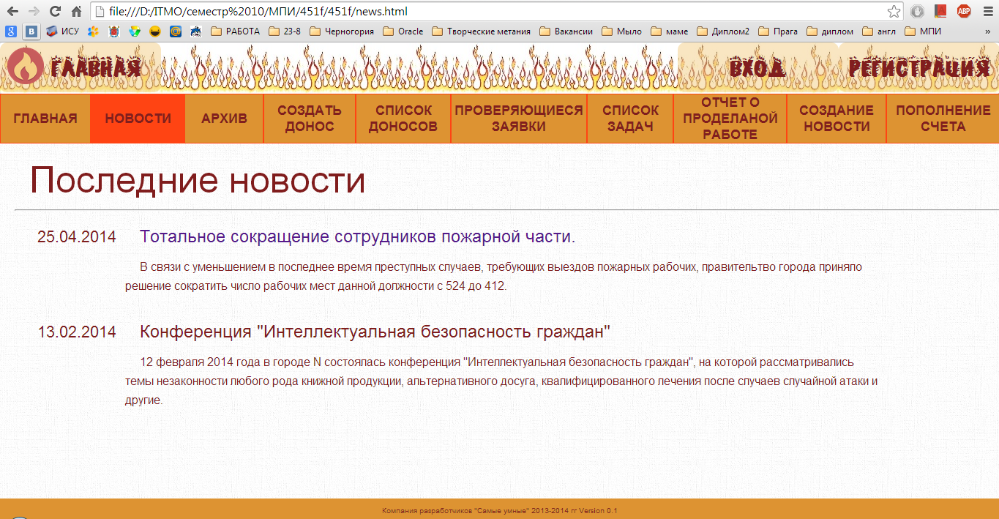 file:///D:/ITMO/семестр%2010/МПИ/451f/451f/news.html
ИСУ РАБОТА 23-8 Черногория Oracle Творческие метания Вакансии Мыло маме Диплом2 Прага диплом англ МПИ »
ГЛАВНАЯ ВХОД РЕГИСТРАЦИЯ
ГЛАВНАЯ
НОВОСТИ
АРХИВ
СОЗДАТЬ
ДОНОС
СПИСОК
ДОНОСОВ
ПРОВЕРЯЮЩИЕСЯ
ЗАЯВКИ
СПИСОК
ЗАДАЧ
ОТЧЕТ О
ПРОДЕЛАНОЙ
РАБОТЕ
СОЗДАНИЕ
НОВОСТИ
ПОПОЛНЕНИЕ
СЧЕТА
Последние новости
25.04.2014 Тотальное сокращение сотрудников пожарной части.
В связи с уменьшением в последнее время преступных случаев, требующих выездов пожарных рабочих, правительтво города приняло
решение сократить число рабочих мест данной должности с 524 до 412.
13.02.2014 Конференция "Интеллектуальная безопасность граждан"
12 февраля 2014 года в городе N состоялась конференция "Интеллектуальная безопасность граждан", на которой рассматривались
темы незаконности любого рода книжной продукции, альтернативного досуга, квалифицированного лечения после случаев случайной атаки и
другие.
Компания разработчиков "Самые умные" 2013-2014 гг Version 0.1